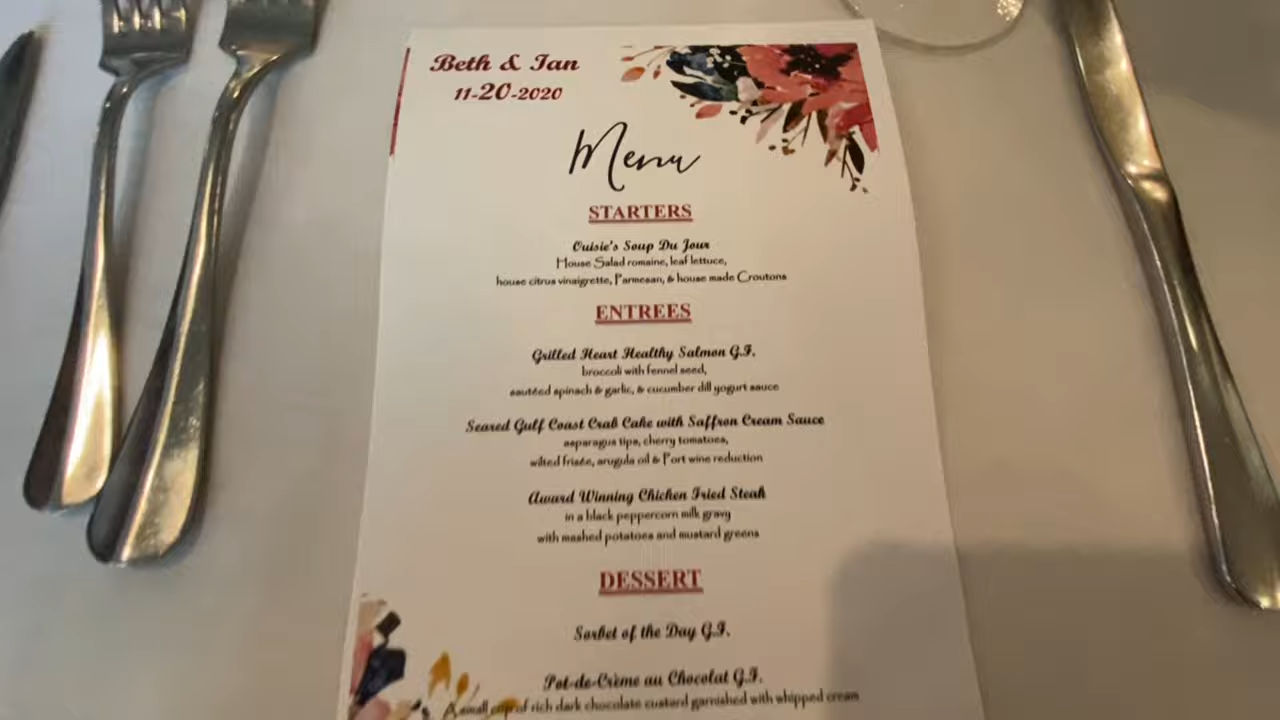 Beth & Ian
11-20-2020
Menu
STARTERS
Ouisie's Soup Du Jour
House Salad romaine, leaf lettuce,
house citrus vinaigrette, Parmesan, & house made Croutons
ENTREES
Grilled Heart Healthy Salmon G.F.
broccoli with fennel seed,
sautéed spinach & garlic, & cucumber dill yogurt sauce
Seared Gulf Coast Crab Cake with Saffron Cream Sauce
asparagus tips, cherry tomatoes,
wilted frisée, arugula oil & Port wine reduction
Award Winning Chicken Fried Steak
in a black peppercorn milk gravy
with mashed potatoes and mustard greens
DESSERT
Sorbet of the Day G.F.
Pot-de-Crème au Chocolat G.F.
A small cup of rich dark chocolate custard garnished with whipped cream